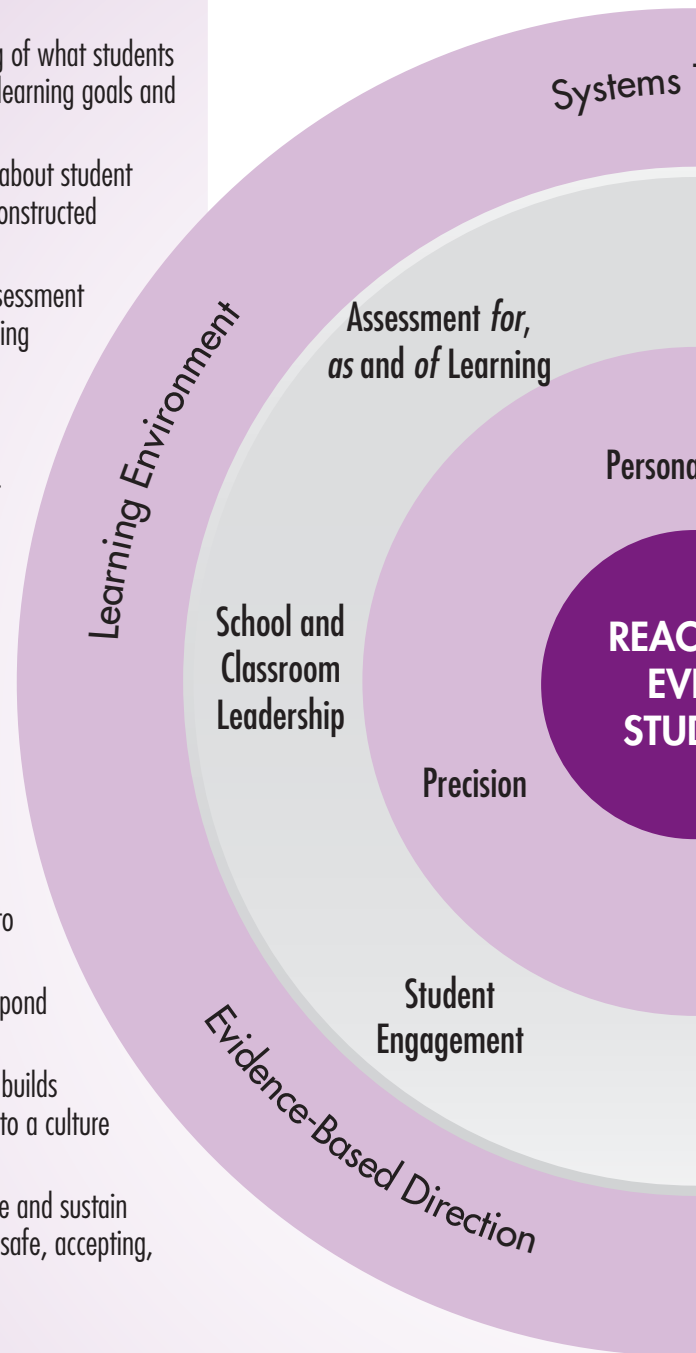 of what students
learning goals and
about student
onstructed
sessment
ing
to
pond
builds
to a culture
e and sustain
safe, accepting,
Systems
Learning Environment
Assessment for,
as and of Learning
Persona
School and
Classroom
Leadership
REAC
EVE
STUD
Precision
Student
Engagement
Evidence-Based Direction